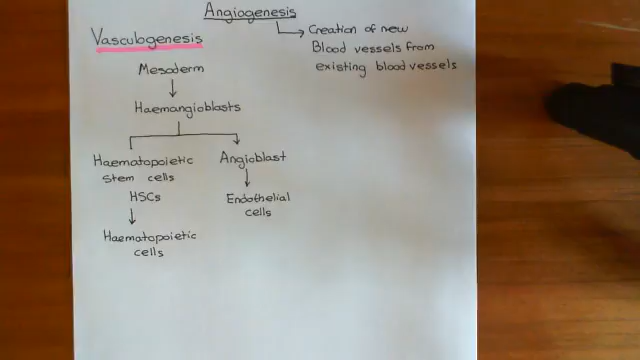 Angiogenesis
Creation of new
Blood vessels from
existing blood vessels
Vasculogenesis
Mesoderm
Haemangioblasts
Haematopoietic
stem cells
HSCs
Haematopoietic
cells
Angioblast
Endothelial
cells